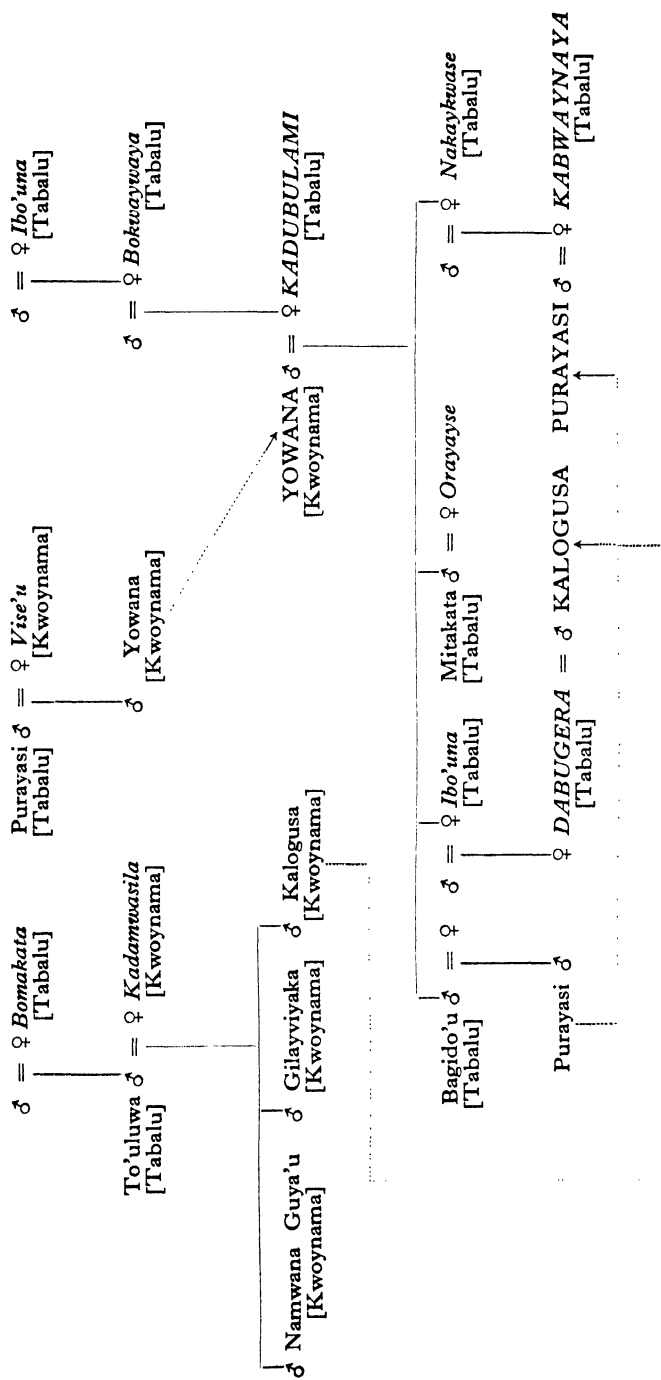 ♂ = ♀ Bomakata Purayasi ♂ = ♀ Vise'u ♂ = ♀ Ibo'una
[Tabalu] [Tabalu] [Kwoynama] [Tabalu]
To'uluwa ♂ = ♀ Kadamwasila ♂ Yowana ♂ = ♀ Bokwaywaya
[Tabalu] [Kwoynama] [Kwoynama] [Tabalu]
♂ Namwana Guya'u ♂ Gilayviyaka ♂ Kalogusa YOWANA ♂ = ♀ KADUBULAMI
[Kwoynama] [Kwoynama] [Kwoynama] [Kwoynama] [Tabalu]
Bagido'u ♂ = ♀ ♂ = ♀ Ibo'una Mitakata ♂ = ♀ Orayayse ♂ = ♀ Nakaykwase
[Tabalu] [Tabalu] [Tabalu] [Tabalu]
Purayasi ♂ ♀ DABUGERA = ♂ KALOGUSA PURAYASI ♂ = ♀ KABWAYNAYA
[Tabalu] [Tabalu]